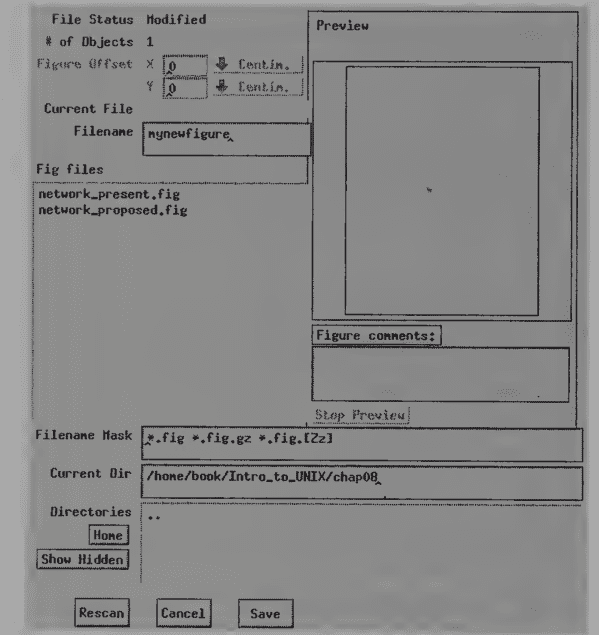 File Status Modified
# of Objects 1
Figure Offset X 0 Centim.
Y 0 Centim.
Current File
Filename mynewfigure
Fig files
network_present.fig
network_proposed.fig
Preview
Figure comments:
Stop Preview
Filename Mask *.fig *.fig.gz *.fig.[Zz]
Current Dir /home/book/Intro_to_UNIX/chap08
Directories ..
Home
Show Hidden
Rescan Cancel Save